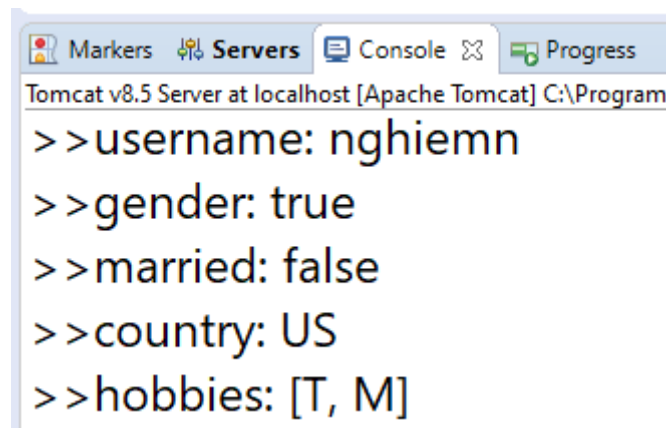 Markers Servers Console Progress
Tomcat v8.5 Server at localhost [Apache Tomcat] C:\Program
>>username: nghiemn
>>gender: true
>>married: false
>>country: US
>>hobbies: [T, M]